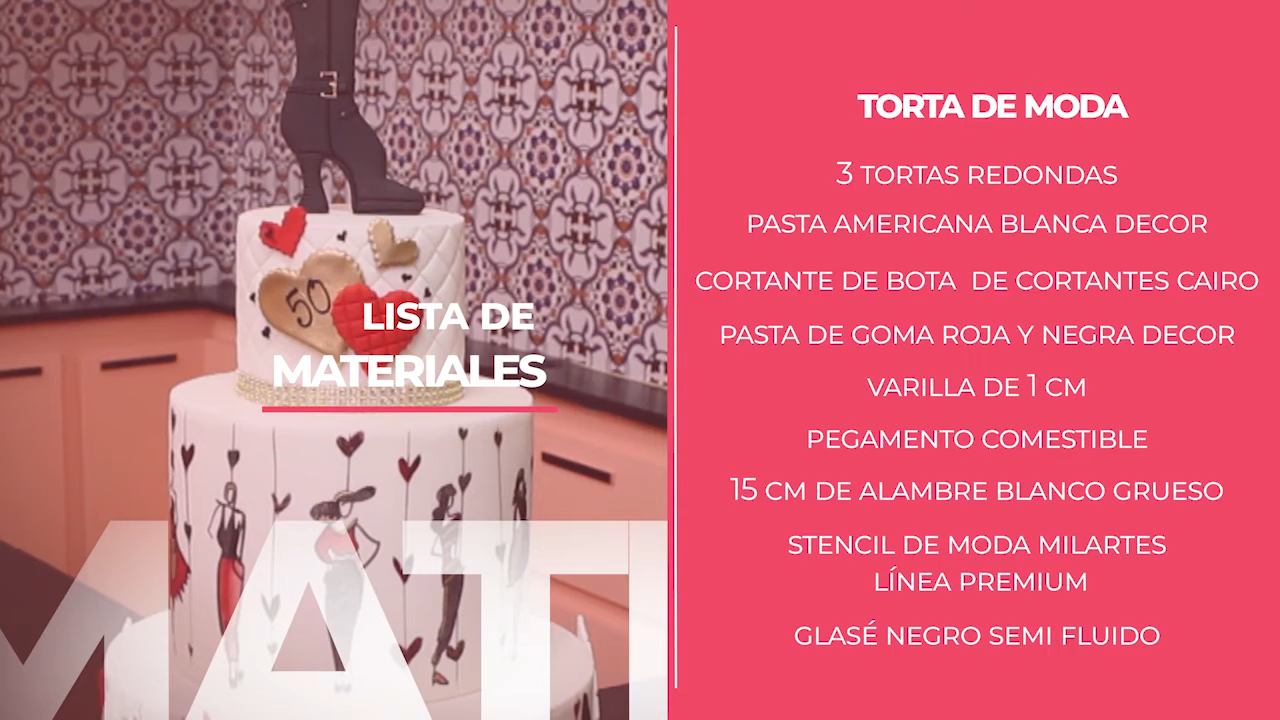 50
LISTA DE
MATERIALES
MAT
TORTA DE MODA
3 TORTAS REDONDAS
PASTA AMERICANA BLANCA DECOR
CORTANTE DE BOTA  DE CORTANTES CAIRO
PASTA DE GOMA ROJA Y NEGRA DECOR
VARILLA DE 1 CM
PEGAMENTO COMESTIBLE
15 CM DE ALAMBRE BLANCO GRUESO
STENCIL DE MODA MILARTES
LÍNEA PREMIUM
GLASÉ NEGRO SEMI FLUIDO